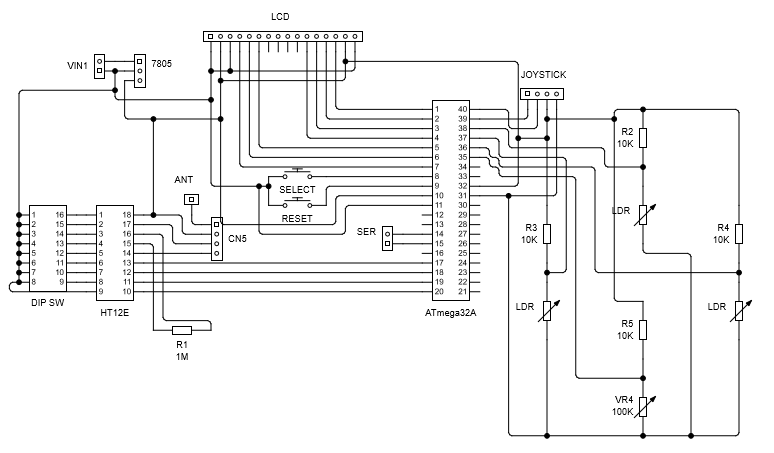 LCD
VIN1
7805
JOYSTICK
1 40
2 39
3 38
4 37
5 36
6 35
7 34
8 33
9 32
10 31
11 30
12 29
13 28
14 27
15 26
16 25
17 24
18 23
19 22
20 21
ATmega32A
R2
10K
LDR
R3
10K
R4
10K
LDR
LDR
R5
10K
VR4
100K
ANT
SELECT
RESET
SER
CN5
1 16
2 15
3 14
4 13
5 12
6 11
7 10
8 9
DIP SW
1 18
2 17
3 16
4 15
5 14
6 13
7 12
8 11
9 10
HT12E
R1
1M